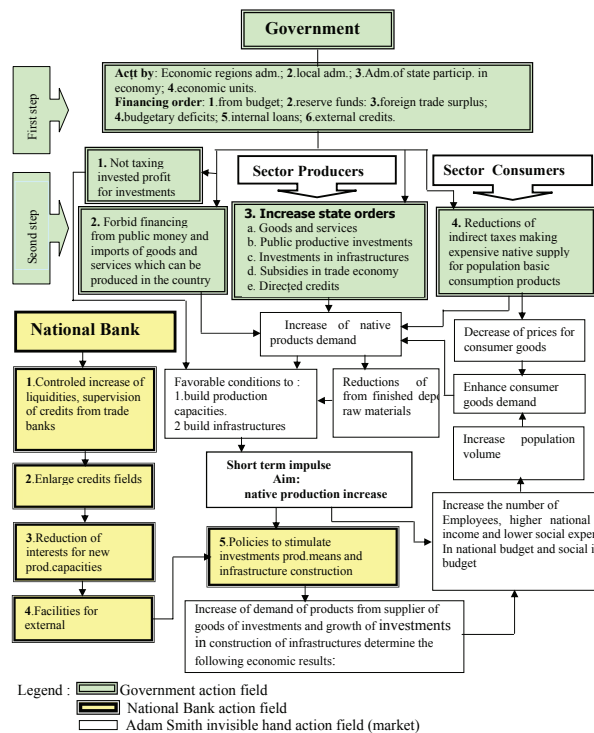 Government
First step
Acţt by: Economic regions adm.; 2.local adm.; 3.Adm.of state particip. in
economy; 4.economic units.
Financing order: 1.from budget; 2.reserve funds: 3.foreign trade surplus;
4.budgetary deficits; 5.internal loans; 6.external credits.
1. Not taxing
invested profit
for investments
Sector Producers
Sector Consumers
Seond step
2. Forbid financing
from public money and
imports of goods and
services which can be
produced in the country
3. Increase state orders
a. Goods and services
b. Public productive investments
c. Investments in infrastructures
d. Subsidies in trade economy
e. Direcţed credits
4. Reductions of
indirect taxes making
expensive native supply
for population basic
consumption products
National Bank
Increase of native
products demand
Decrease of prices for
consumer goods
1.Controled increase of
liquidities, supervision
of credits from trade
banks
Favorable conditions to :
1.build production
capacities.
2 build infrastructures
Reductions of
from finished depe
raw materials
Enhance consumer
goods demand
Increase population
volume
2.Enlarge credits fields
Short term impulse
Aim:
native production increase
3.Reduction of
interests for new
prod.capacities
5.Policies to stimulate
investments prod.means and
infrastructure construction
Increase the number of
Employees, higher national
income and lower social expe
In national budget and social i
budget
4.Facilities for
external
Increase of demand of products from supplier of
goods of investments and growth of investments
in construction of infrastructures determine the
following economic results:
Legend :
Government action field
National Bank action field
Adam Smith invisible hand action field (market)